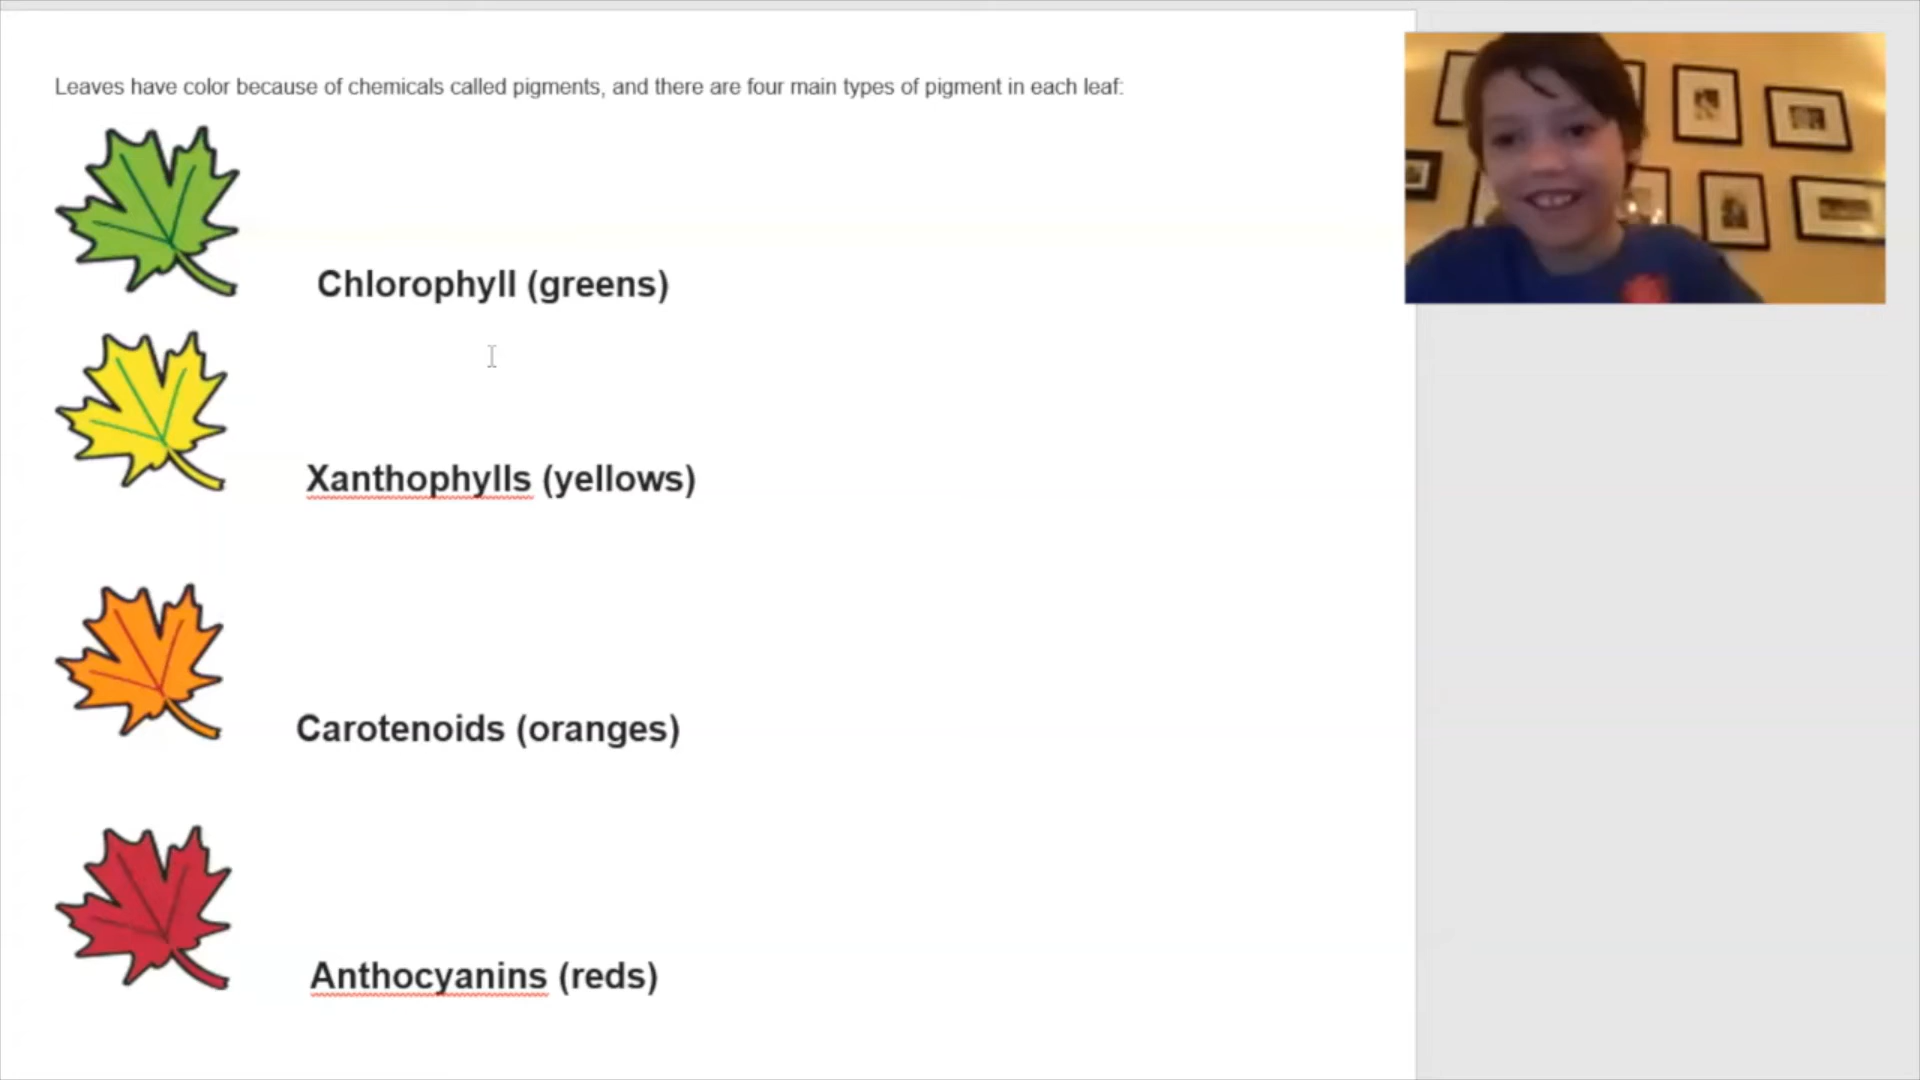 Leaves have color because of chemicals called pigments, and there are four main types of pigment in each leaf:
Chlorophyll (greens)
Xanthophylls (yellows)
Carotenoids (oranges)
Anthocyanins (reds)